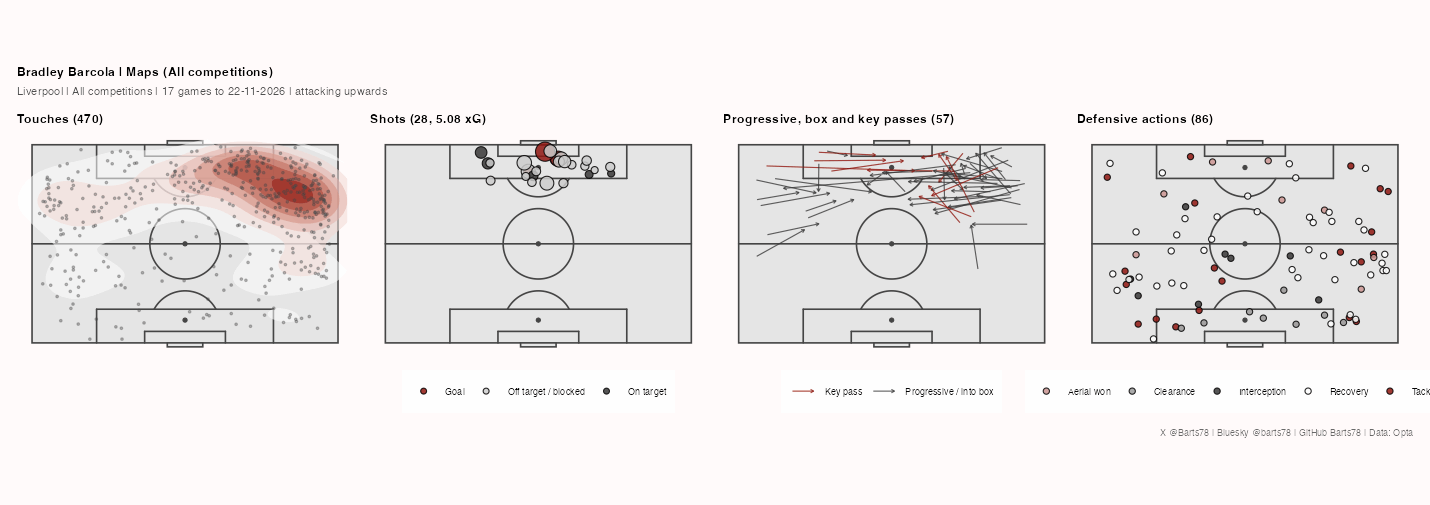 Bradley Barcola | Maps (All competitions)
Liverpool | All competitions | 17 games to 22-11-2026 | attacking upwards
Touches (470)
Shots (28, 5.08 xG)
Progressive, box and key passes (57)
Defensive actions (86)
Goal
Off target / blocked
On target
Key pass
Progressive / into box
Aerial won
Clearance
Interception
Recovery
Tack
X @Barts78 | Bluesky @barts78 | GitHub Barts78 | Data: Opta